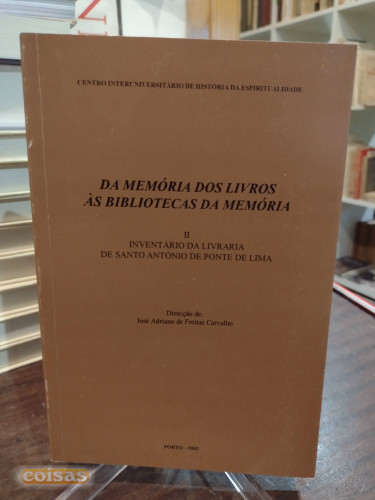 CENTRO INTERUNIVERSITÁRIO DE HISTÓRIA DA ESPIRITUALIDADE
DA MEMÓRIA DOS LIVROS
ÀS BIBLIOTECAS DA MEMÓRIA
II
INVENTÁRIO DA LIVRARIA
DE SANTO ANTÓNIO DE PONTE DE LIMA
Direcção de:
José Adriano de Freitas Carvalho
PORTO - 2002
coisas